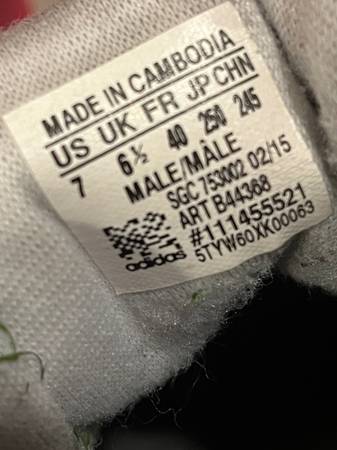 MADE IN CAMBODIA
US UK FR JP CHN
7 6½ 40 250 245
MALE/MÂLE
SGC 753002 02/15
ART B44368
#111455521
5TYW60XK00063
adidas